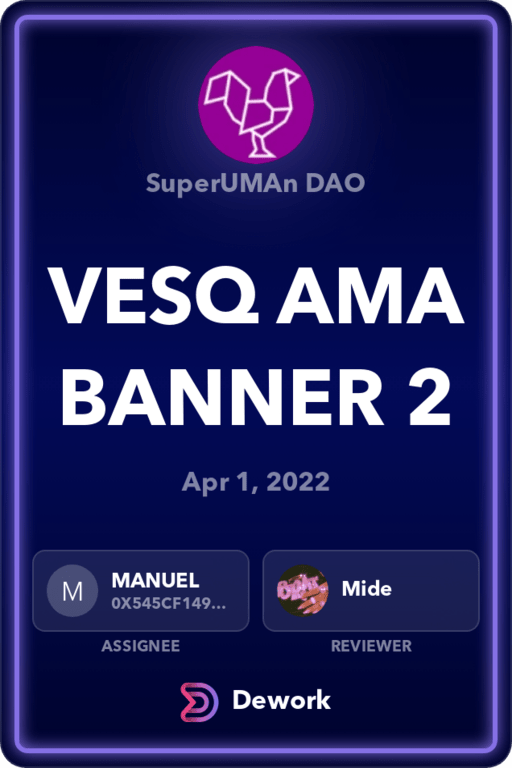 SuperUMAn DAO
VESQ AMA
BANNER 2
Apr 1, 2022
M
MANUEL
0X545CF149...
Mide
ASSIGNEE
REVIEWER
Dework